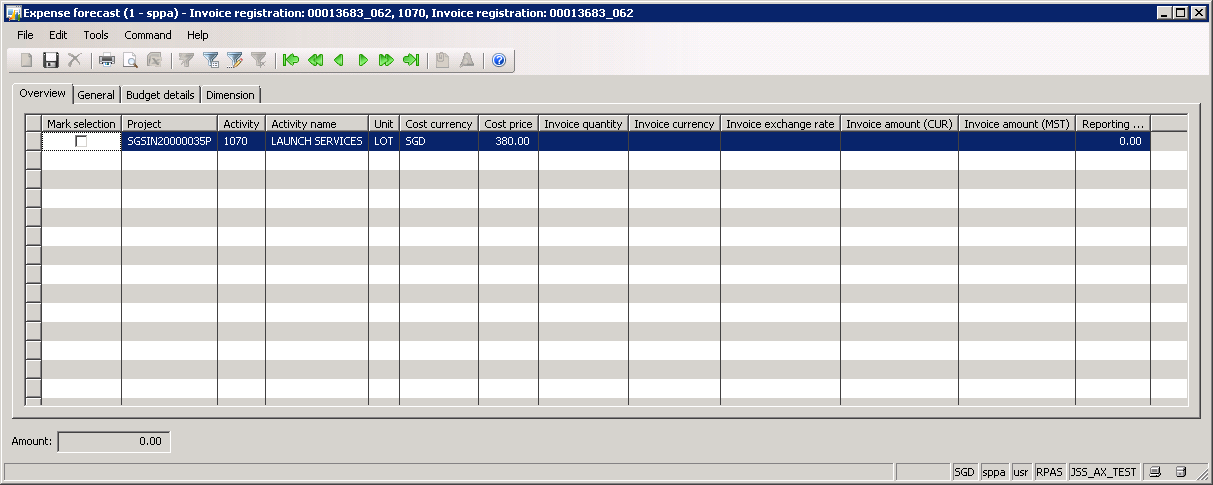 Expense forecast (1 - sppa) - Invoice registration: 00013683_062, 1070, Invoice registration: 00013683_062
File Edit Tools Command Help
Overview General Budget details Dimension
Mark selection Project Activity Activity name Unit Cost currency Cost price Invoice quantity Invoice currency Invoice exchange rate Invoice amount (CUR) Invoice amount (MST) Reporting ...
SGSIN20000035P 1070 LAUNCH SERVICES LOT SGD 380.00 0.00
Amount: 0.00
SGD sppa usr RPAS JSS_AX_TEST